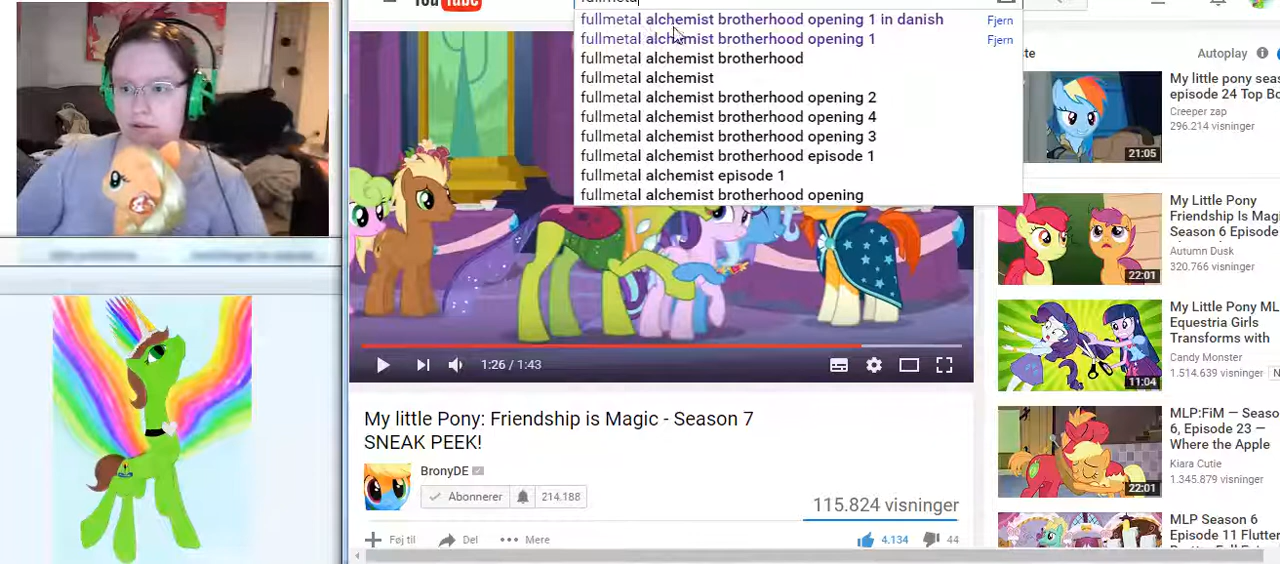 YouTube
fullmetal
fullmetal alchemist brotherhood opening 1 in danish Fjern
fullmetal alchemist brotherhood opening 1 Fjern
fullmetal alchemist brotherhood
fullmetal alchemist
fullmetal alchemist brotherhood opening 2
fullmetal alchemist brotherhood opening 4
fullmetal alchemist brotherhood opening 3
fullmetal alchemist brotherhood episode 1
fullmetal alchemist episode 1
fullmetal alchemist brotherhood opening
1:26 / 1:43
My little Pony: Friendship is Magic - Season 7
SNEAK PEEK!
BronyDE
Abonnerer 214.188
115.824 visninger
Føj til Del Mere 4.134 44
ste Autoplay
My little pony seas
episode 24 Top Bo
Creeper zap
296.214 visninger
21:05
My Little Pony
Friendship Is Magi
Season 6 Episode
Autumn Dusk
320.766 visninger
22:01
My Little Pony ML
Equestria Girls
Transforms with
Candy Monster
1.514.639 visninger N
11:04
MLP:FiM — Seaso
6, Episode 23 —
Where the Apple
Kiara Cutie
1.345.879 visninger
22:01
MLP Season 6
Episode 11 Flutter